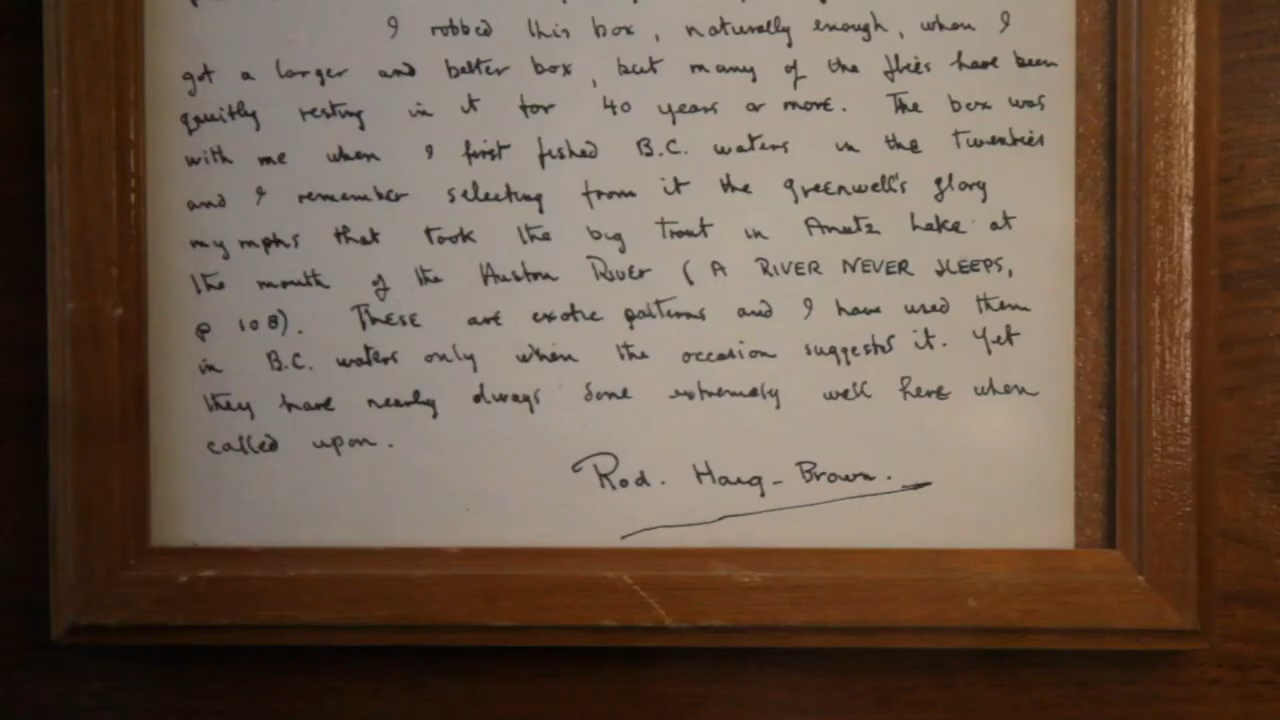 I robbed this box, naturally enough, when I
got a larger and better box, but many of the flies have been
quietly resting in it for 40 years or more. The box was
with me when I first fished B.C. waters in the Twenties
and I remember selecting from it the greenwell's glory
nymphs that took the big trout in Lake at
the mouth of the River (A RIVER NEVER SLEEPS,
p 108). These are exotic patterns and I have used them
in B.C. waters only when the occasion suggests it. Yet
they have nearly always done extremely well here when
called upon.
Rod. Haig-Brown.